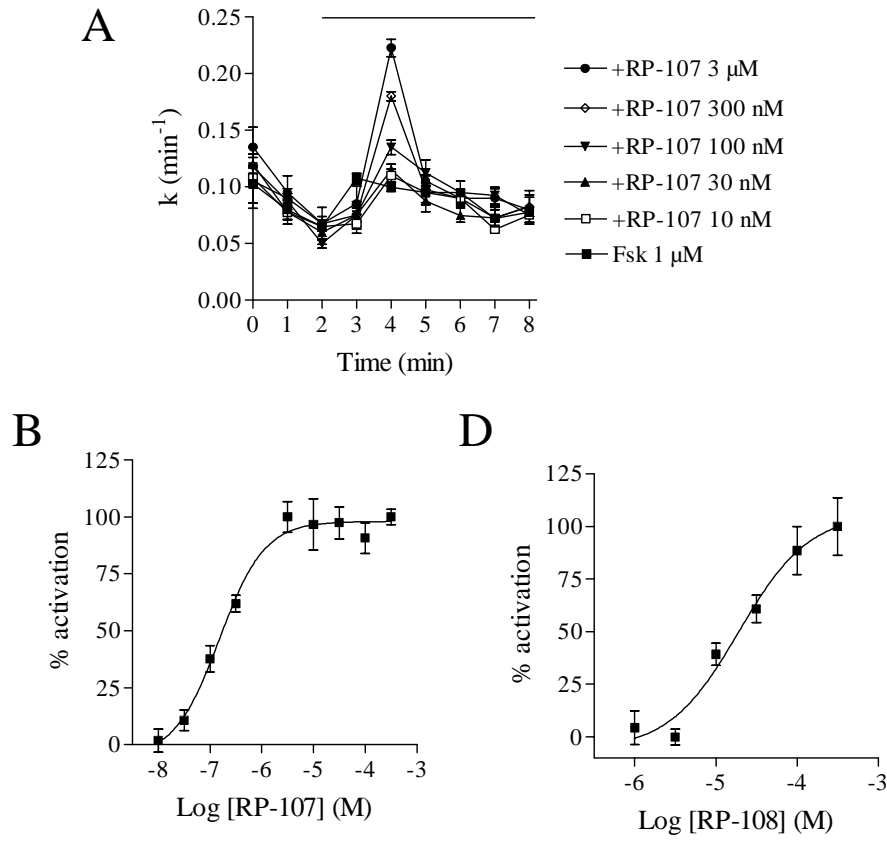 A
0.25
0.20
0.15
0.10
0.05
0.00
k (min⁻¹)
0 1 2 3 4 5 6 7 8
Time (min)
+RP-107 3 µM
+RP-107 300 nM
+RP-107 100 nM
+RP-107 30 nM
+RP-107 10 nM
Fsk 1 µM
B
125
100
75
50
25
0
% activation
-8 -7 -6 -5 -4 -3
Log [RP-107] (M)
D
125
100
75
50
25
0
% activation
-6 -5 -4 -3
Log [RP-108] (M)